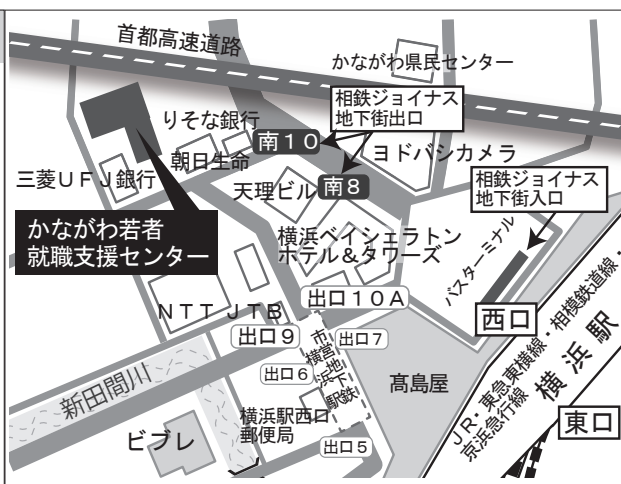 首都高速道路
かながわ県民センター
相鉄ジョイナス
地下街出口
りそな銀行
南10
朝日生命
ヨドバシカメラ
三菱UFJ銀行
天理ビル
南8
相鉄ジョイナス
地下街入口
かながわ若者
就職支援センター
横浜ベイシェラトン
ホテル&タワーズ
バスターミナル
NTT
JTB
出口10A
西口
出口9
出口7
市営地下鉄
横浜駅
出口6
新田間川
髙島屋
JR・東急東横線・相模鉄道線・
京浜急行線
横浜駅
横浜駅西口
郵便局
ビブレ
出口5
東口